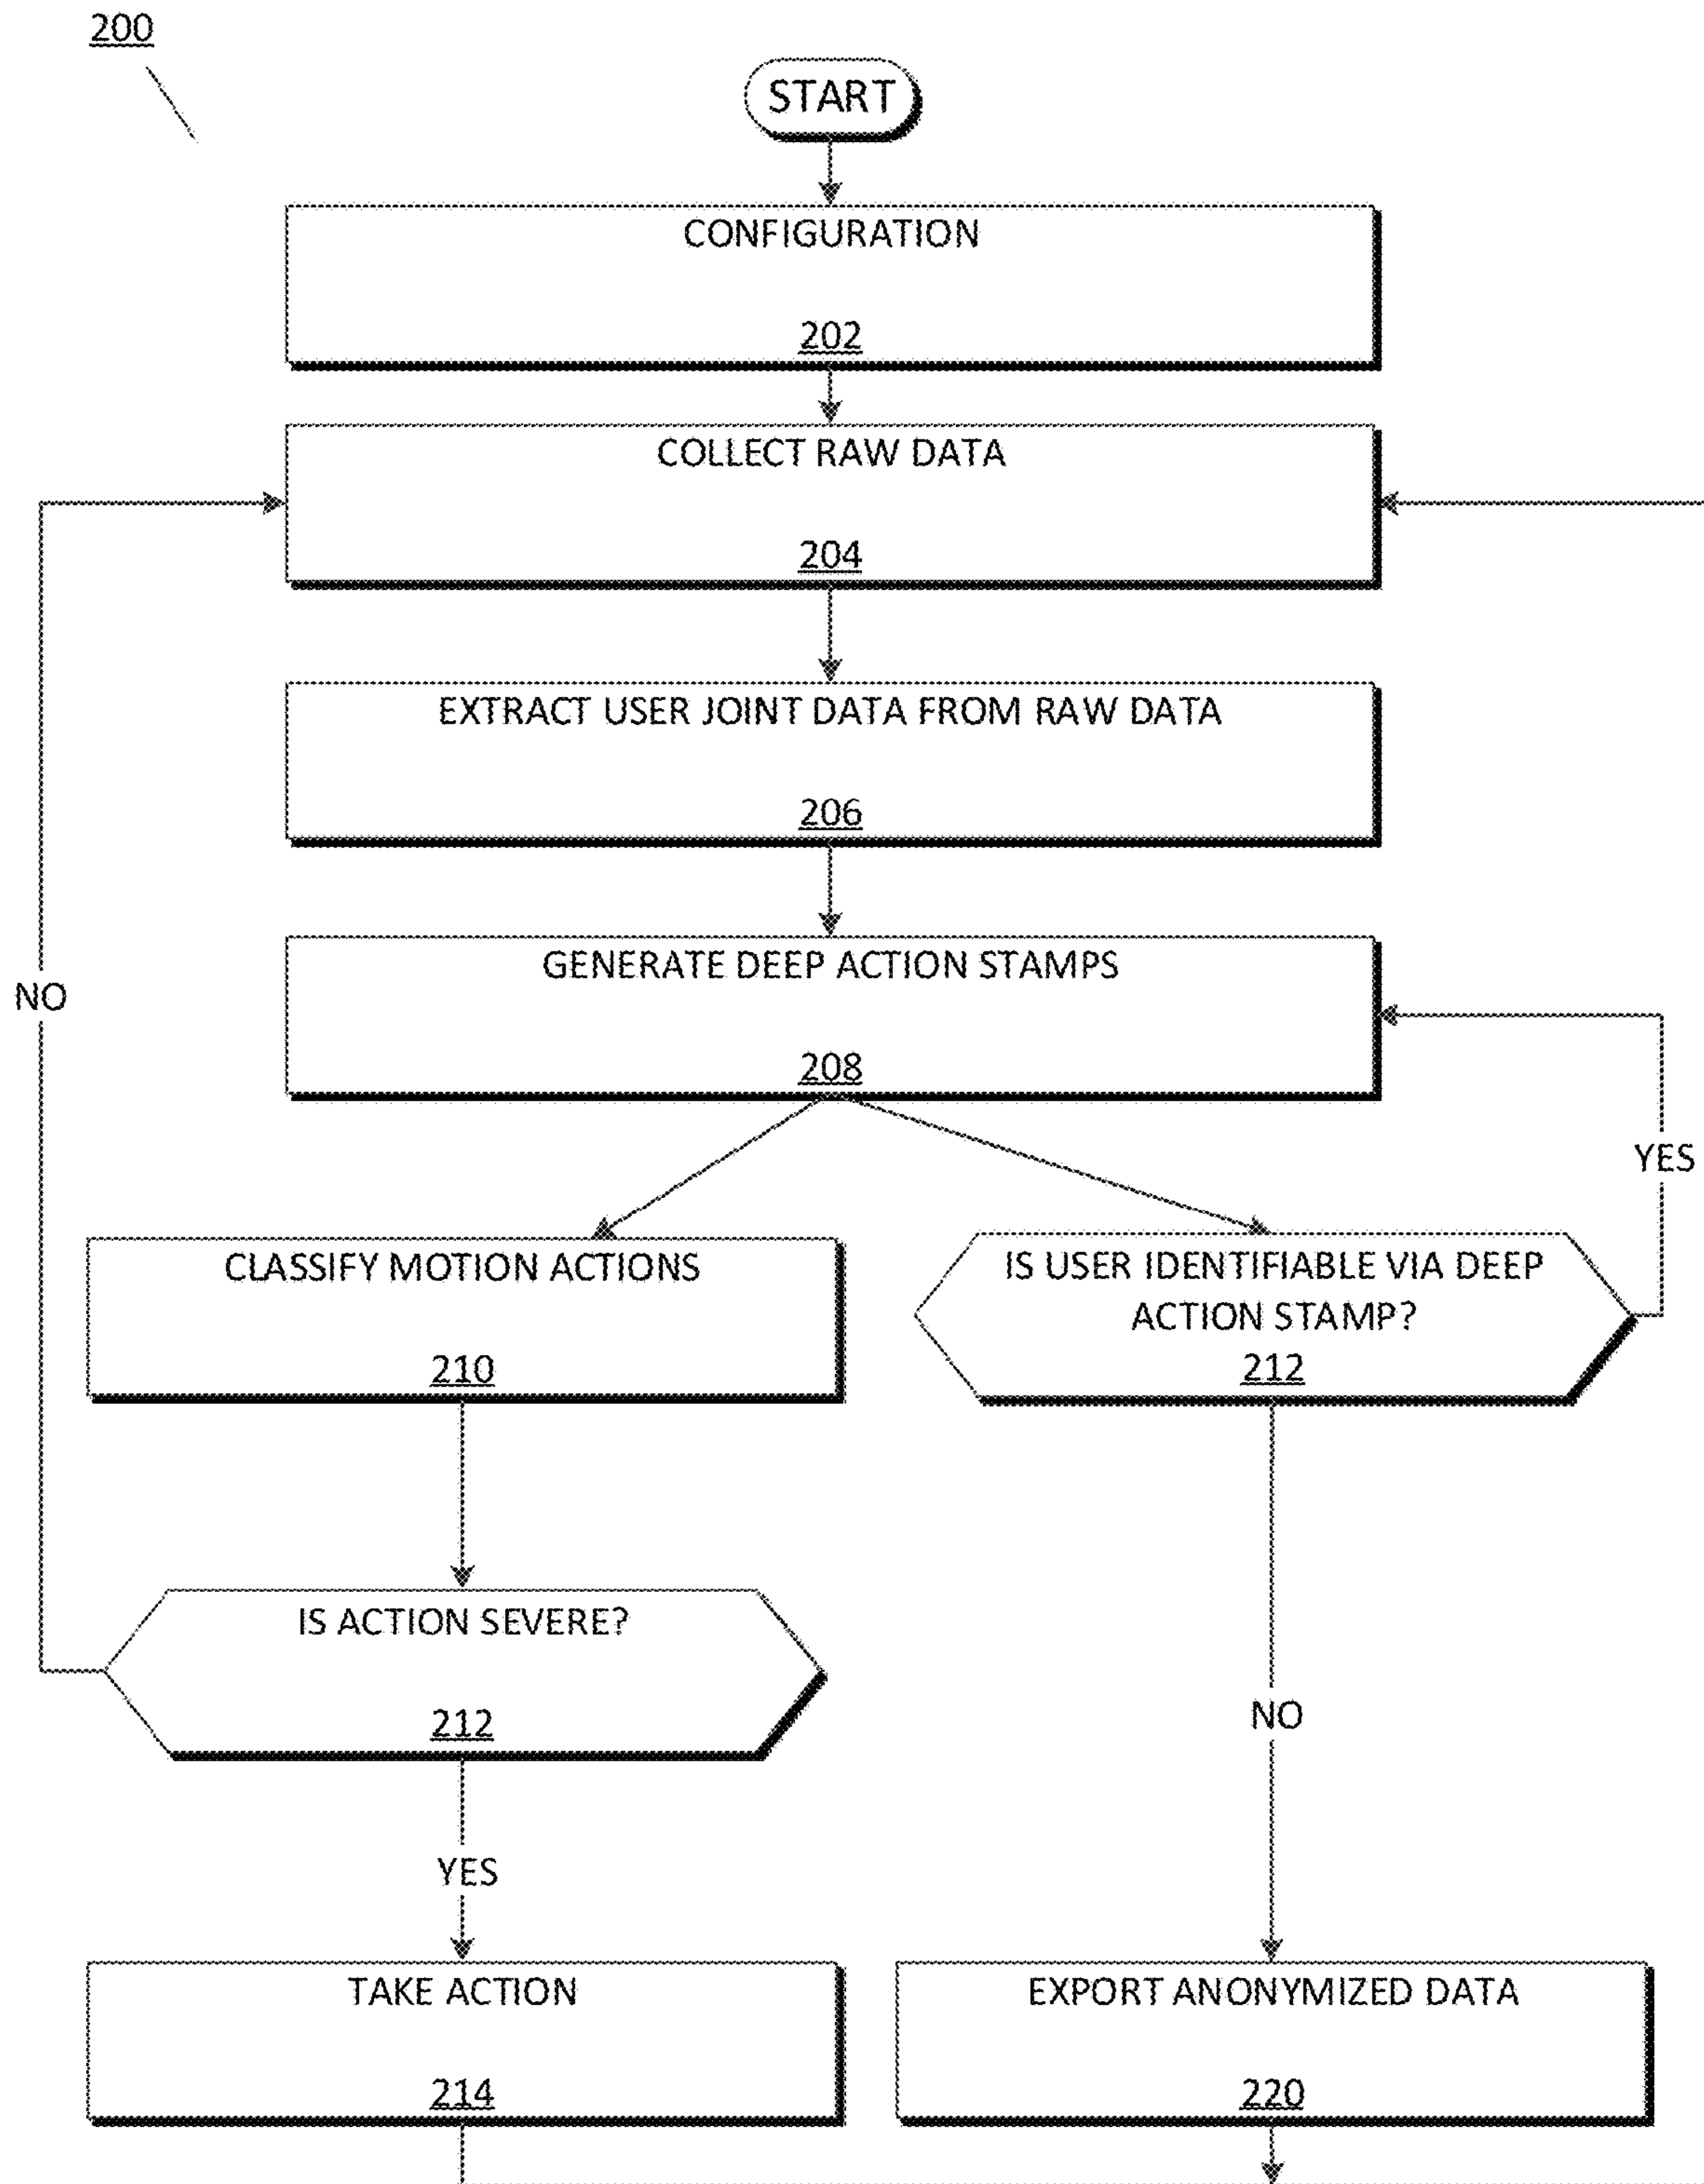 200
START
CONFIGURATION
202
COLLECT RAW DATA
204
EXTRACT USER JOINT DATA FROM RAW DATA
206
GENERATE DEEP ACTION STAMPS
208
NO
YES
CLASSIFY MOTION ACTIONS
210
IS USER IDENTIFIABLE VIA DEEP
ACTION STAMP?
212
IS ACTION SEVERE?
212
NO
YES
TAKE ACTION
214
EXPORT ANONYMIZED DATA
220